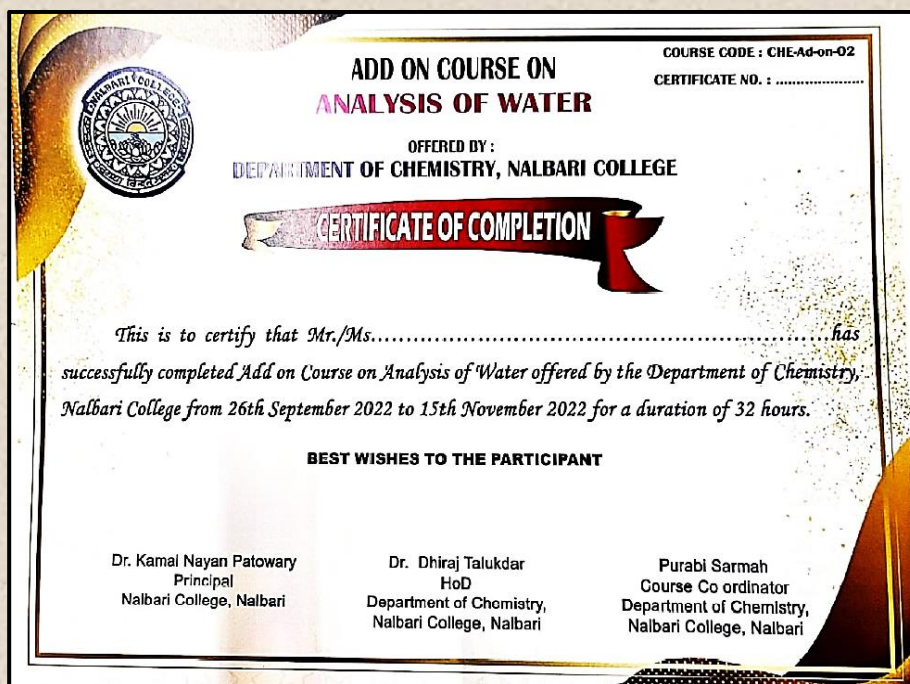 COURSE CODE : CHE-Ad-on-02
CERTIFICATE NO. : ......................
ADD ON COURSE ON
ANALYSIS OF WATER
NALBARI COLLEGE
OFFERED BY :
DEPARTMENT OF CHEMISTRY, NALBARI COLLEGE
CERTIFICATE OF COMPLETION
This is to certify that Mr./Ms......................................................................has
successfully completed Add on Course on Analysis of Water offered by the Department of Chemistry,
Nalbari College from 26th September 2022 to 15th November 2022 for a duration of 32 hours.
BEST WISHES TO THE PARTICIPANT
Dr. Kamal Nayan Patowary
Principal
Nalbari College, Nalbari
Dr. Dhiraj Talukdar
HoD
Department of Chemistry,
Nalbari College, Nalbari
Purabi Sarmah
Course Co ordinator
Department of Chemistry,
Nalbari College, Nalbari